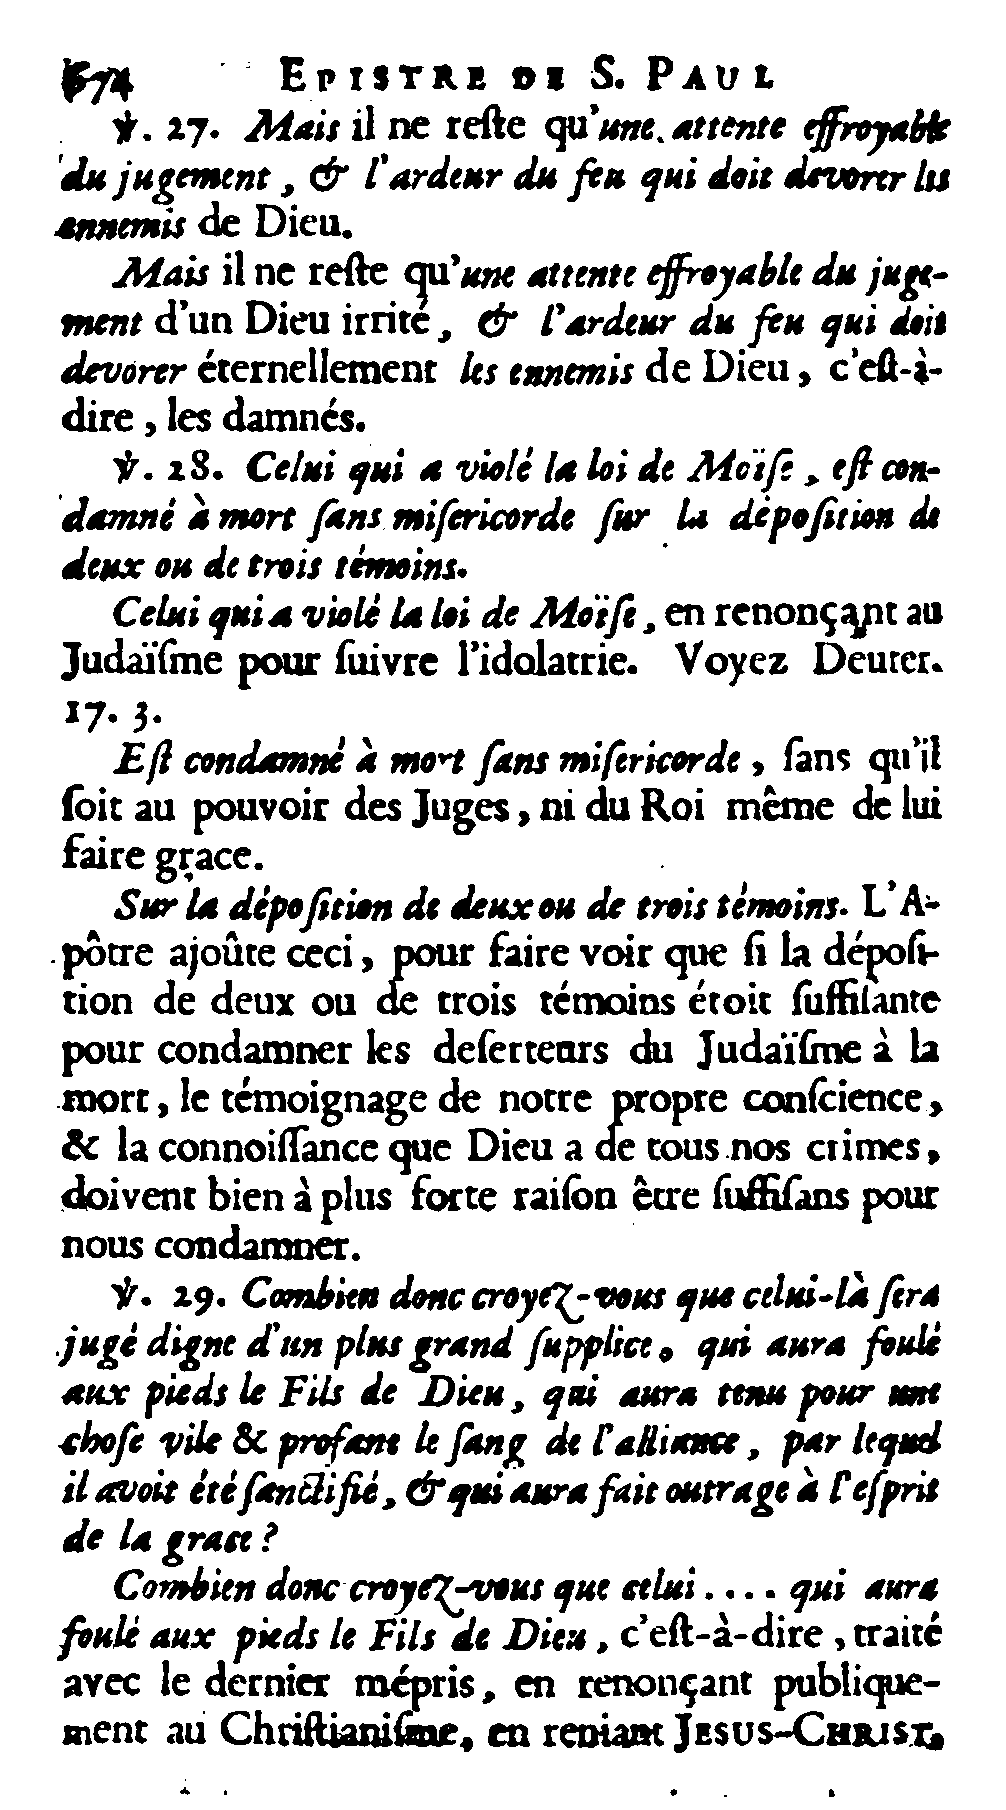 674 EPISTRE DE S. PAUL
℣. 27. Mais il ne reſte qu'une attente effroyable
du jugement, & l'ardeur du feu qui doit devorer les
ennemis de Dieu.
Mais il ne reſte qu'une attente effroyable du juge-
ment d'un Dieu irrité, & l'ardeur du feu qui doit
devorer éternellement les ennemis de Dieu, c'eſt-à-
dire, les damnés.
℣. 28. Celui qui a violé la loi de Moïſe, eſt con-
damné à mort ſans miſericorde ſur la dépoſition de
deux ou de trois témoins.
Celui qui a violé la loi de Moïſe, en renonçant au
Judaïſme pour ſuivre l'idolatrie. Voyez Deuter.
17. 3.
Eſt condamné à mort ſans miſericorde, ſans qu'il
ſoit au pouvoir des Juges, ni du Roi même de lui
faire grace.
Sur la dépoſition de deux ou de trois témoins. L'A-
pôtre ajoûte ceci, pour faire voir que ſi la dépoſi-
tion de deux ou de trois témoins étoit ſuffiſante
pour condamner les deſerteurs du Judaïſme à la
mort, le témoignage de notre propre conſcience,
& la connoiſſance que Dieu a de tous nos crimes,
doivent bien à plus forte raiſon être ſuffiſans pour
nous condamner.
℣. 29. Combien donc croyez-vous que celui-là ſera
jugé digne d'un plus grand ſupplice, qui aura foulé
aux pieds le Fils de Dieu, qui aura tenu pour une
choſe vile & profane le ſang de l'alliance, par lequel
il avoit été ſanctifié, & qui aura fait outrage à l'eſprit
de la grace?
Combien donc croyez-vous que celui.... qui aura
foulé aux pieds le Fils de Dieu, c'eſt-à-dire, traité
avec le dernier mépris, en renonçant publique-
ment au Chriſtianiſme, en reniant JESUS-CHRIST,